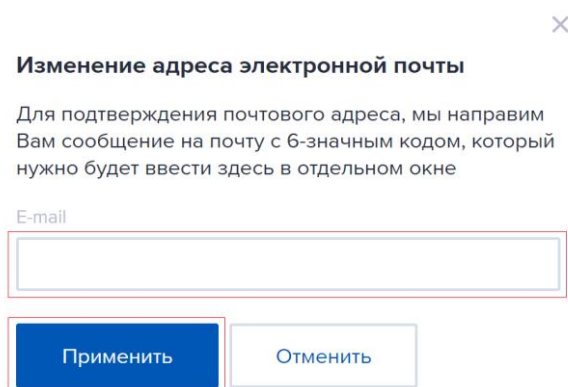 Изменение адреса электронной почты
Для подтверждения почтового адреса, мы направим
Вам сообщение на почту с 6-значным кодом, который
нужно будет ввести здесь в отдельном окне
E-mail
Применить
Отменить